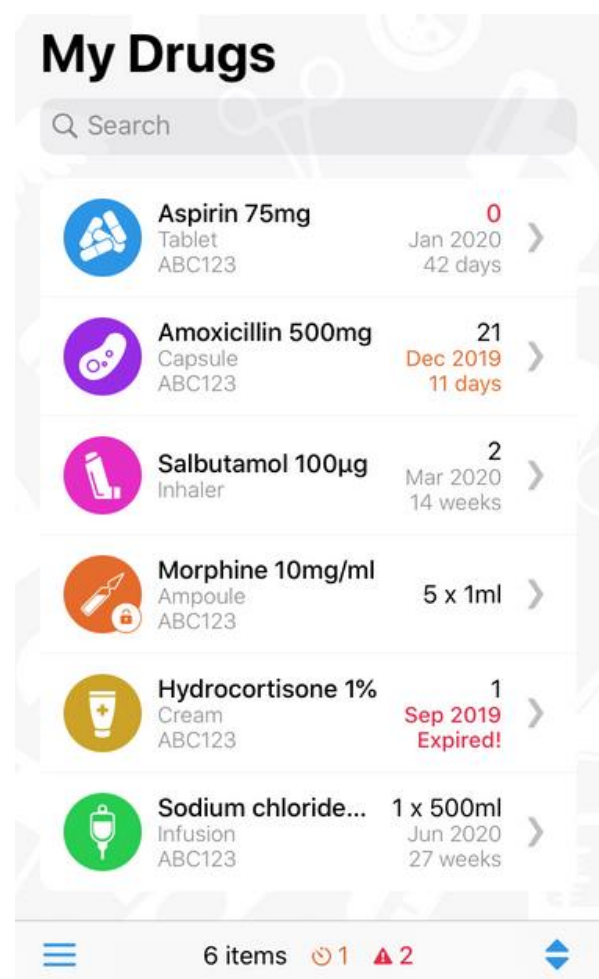 My Drugs
Search
Aspirin 75mg 0
Tablet Jan 2020
ABC123 42 days
Amoxicillin 500mg 21
Capsule Dec 2019
ABC123 11 days
Salbutamol 100µg 2
Inhaler Mar 2020
14 weeks
Morphine 10mg/ml
Ampoule 5 x 1ml
ABC123
Hydrocortisone 1% 1
Cream Sep 2019
ABC123 Expired!
Sodium chloride... 1 x 500ml
Infusion Jun 2020
ABC123 27 weeks
6 items 1 2